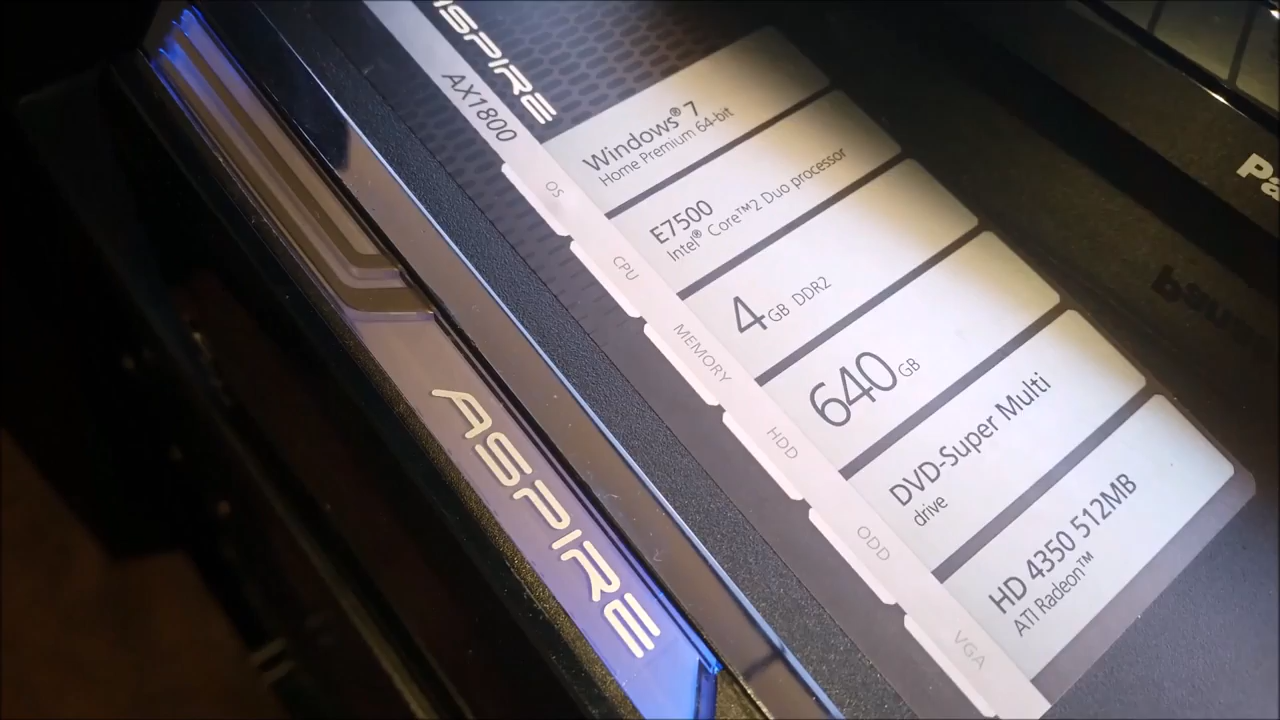 ASPIRE
AX1800
OS
Windows® 7
Home Premium 64-bit
CPU
E7500
Intel® Core™2 Duo processor
MEMORY
4GB DDR2
HDD
640GB
ODD
DVD-Super Multi
drive
VGA
HD 4350 512MB
ATI Radeon™
ASPIRE